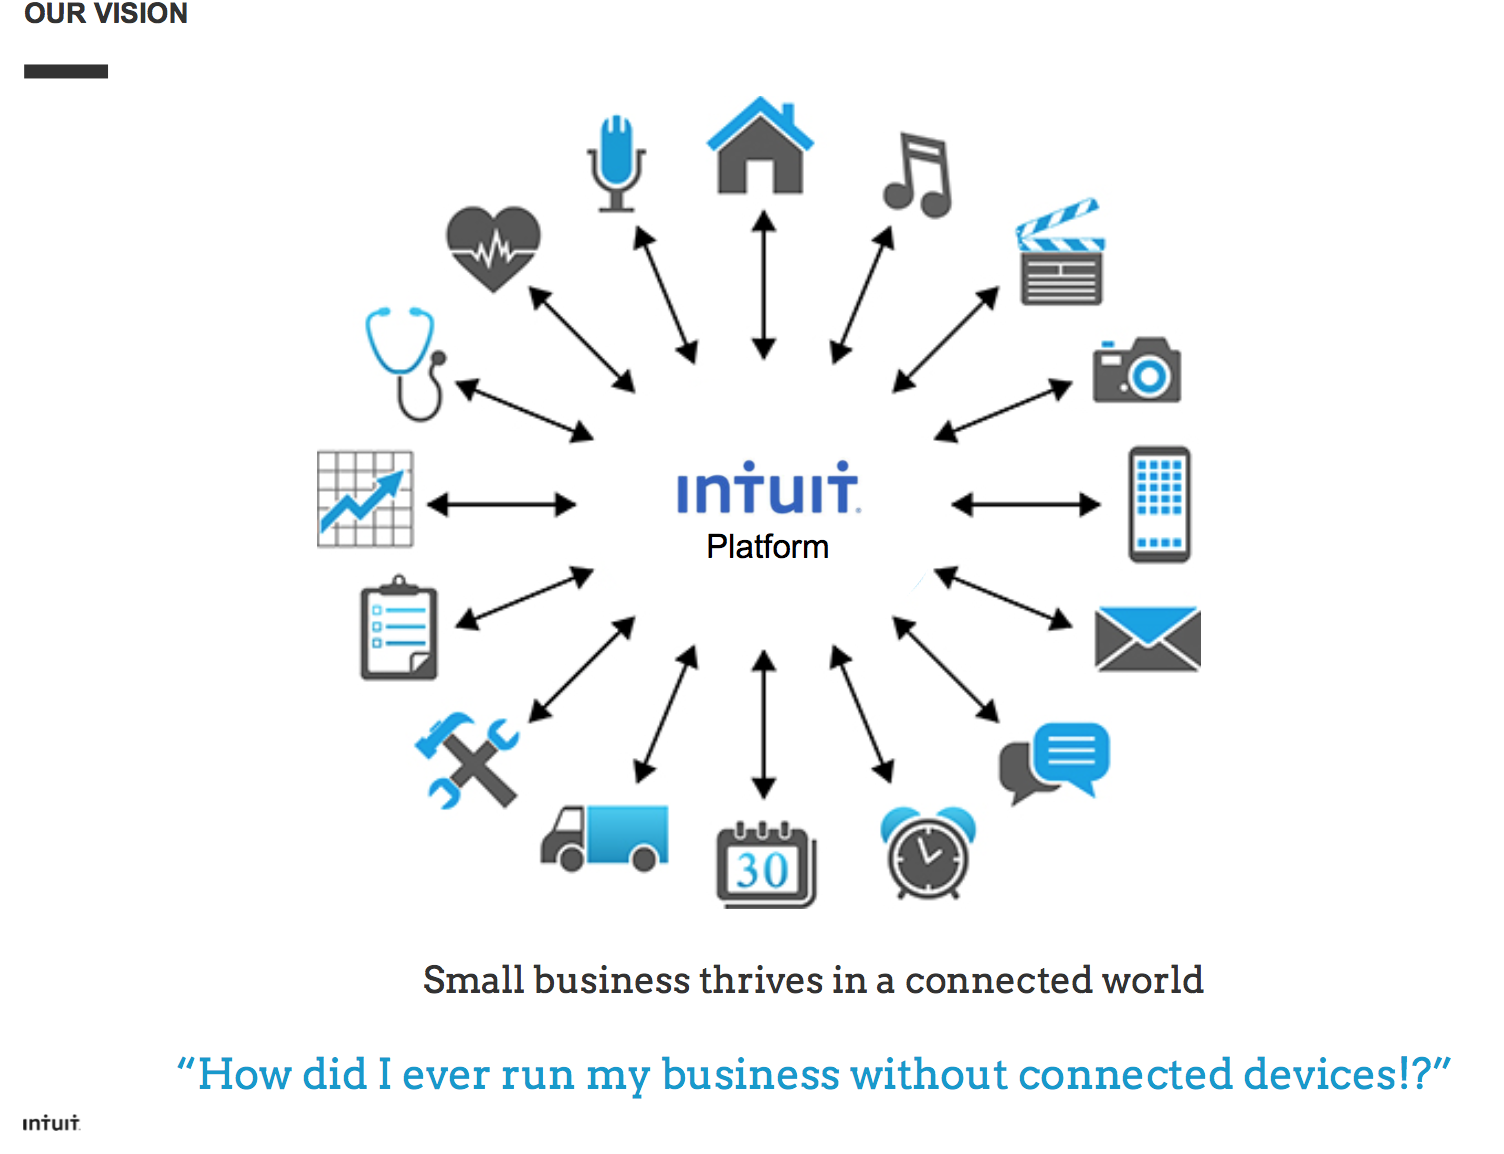 OUR VISION
intuit.
Platform
30
Small business thrives in a connected world
“How did I ever run my business without connected devices!?”
intuit.